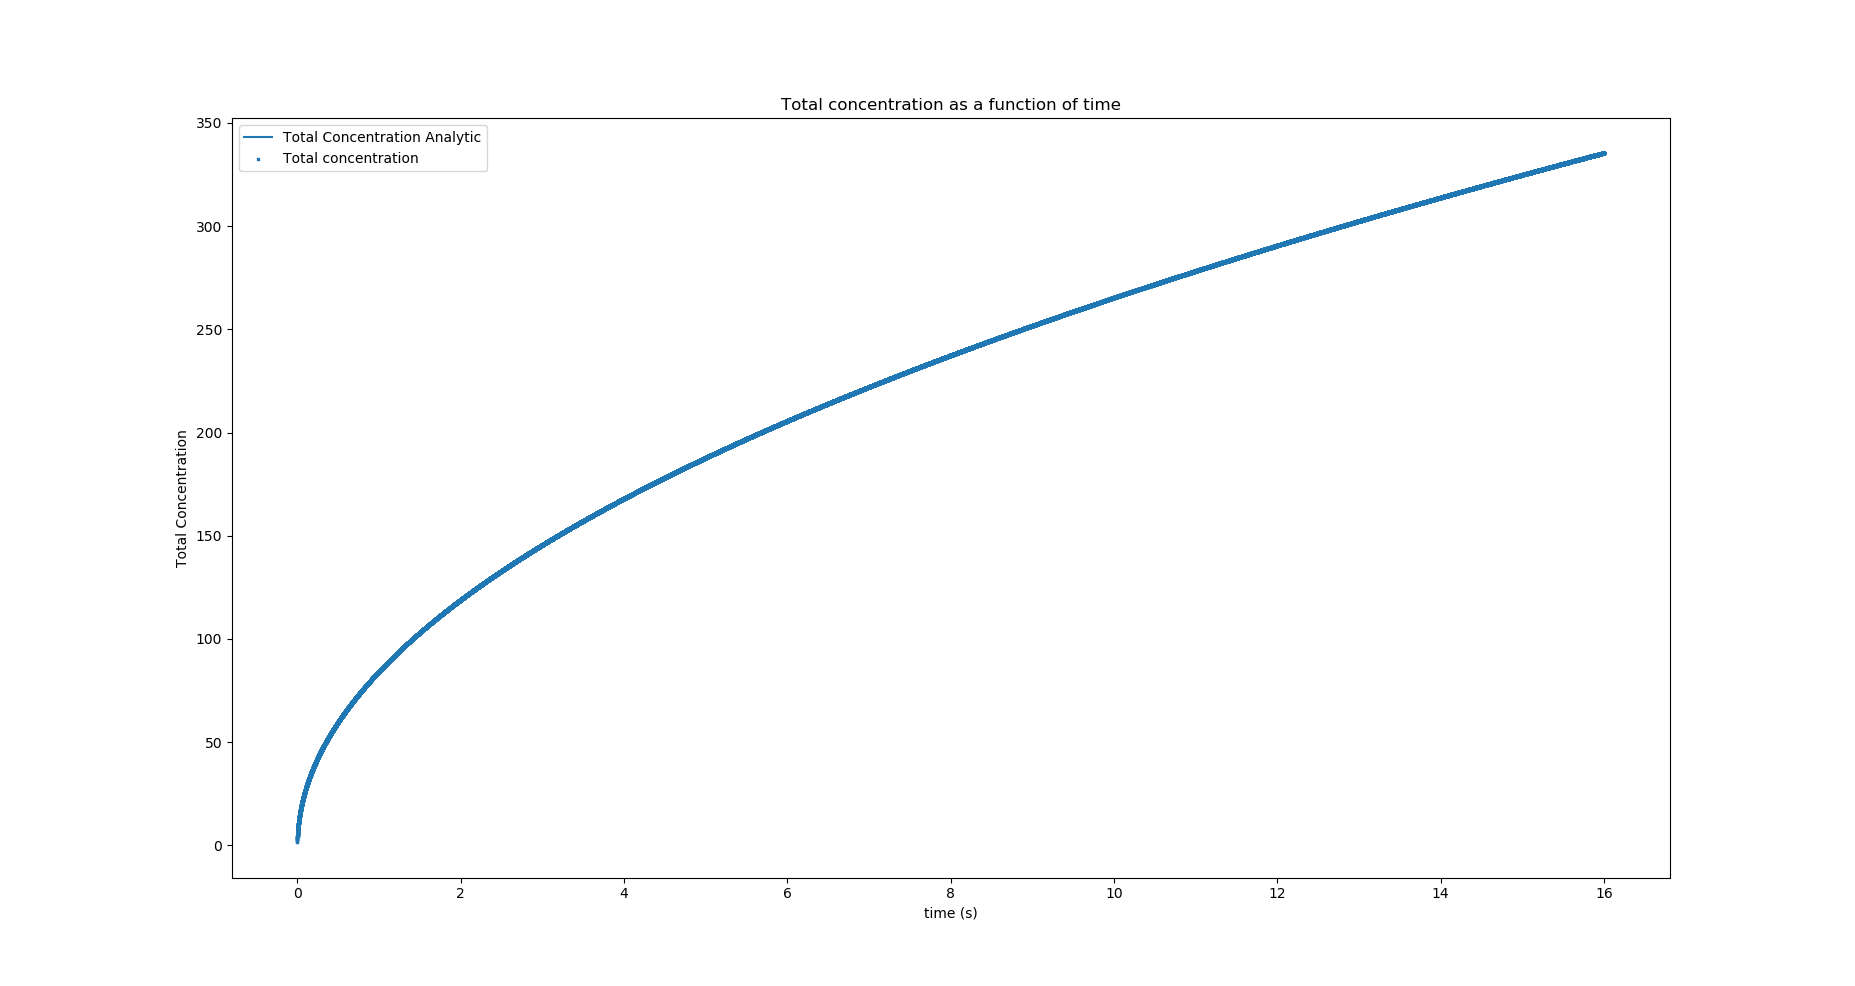 Total concentration as a function of time
Total Concentration Analytic
Total concentration
350
300
250
200
150
100
50
0
Total Concentration
0 2 4 6 8 10 12 14 16
time (s)